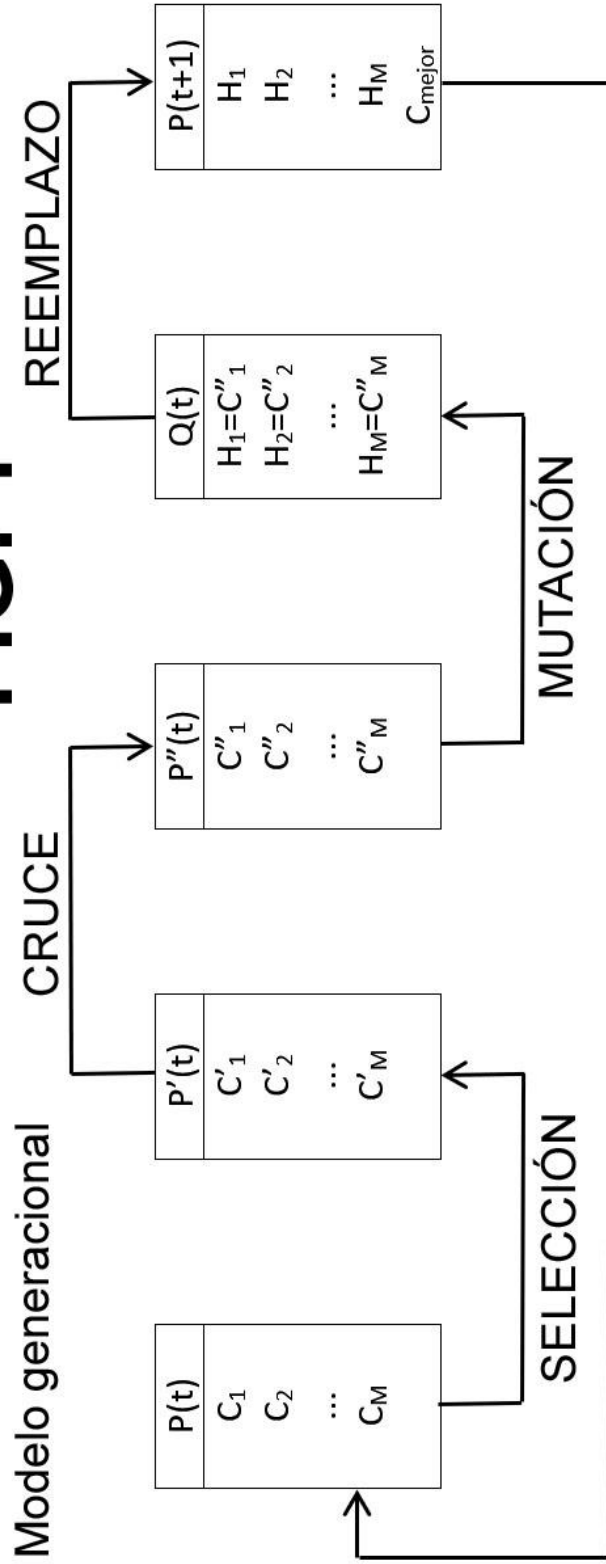 Modelo generacional
P(t)
C1
C2
...
CM
SELECCIÓN
P'(t)
C'1
C'2
...
C'M
CRUCE
P''(t)
C''1
C''2
...
C''M
MUTACIÓN
Q(t)
H1=C''1
H2=C''2
...
HM=C''M
REEMPLAZO
P(t+1)
H1
H2
...
HM
Cmejor